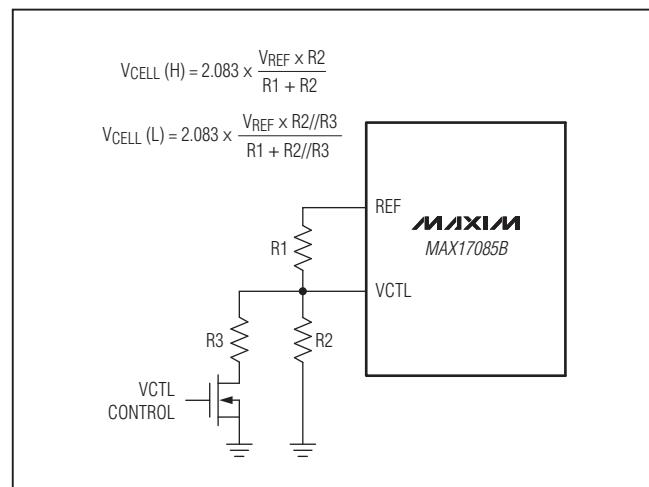 VCELL (H) = 2.083 x VREF x R2 / R1 + R2
VCELL (L) = 2.083 x VREF x R2//R3 / R1 + R2//R3
REF
MAXIM
MAX17085B
R1
VCTL
R3
R2
VCTL
CONTROL